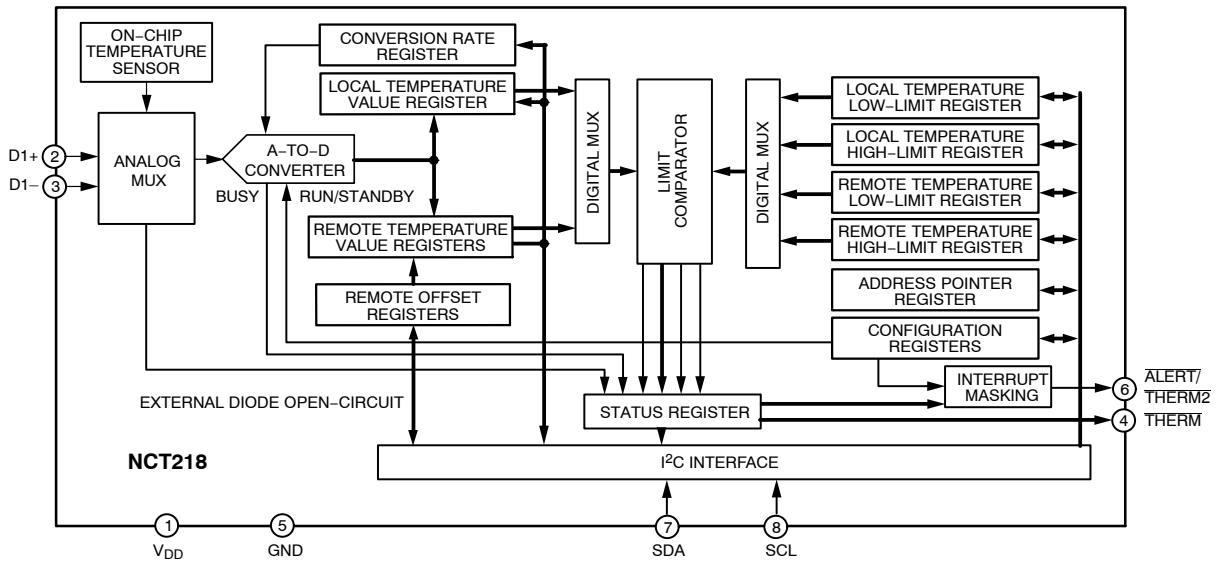 ON−CHIP
TEMPERATURE
SENSOR
CONVERSION RATE
REGISTER
LOCAL TEMPERATURE
VALUE REGISTER
LOCAL TEMPERATURE
LOW−LIMIT REGISTER
D1+
2
D1−
3
ANALOG
MUX
A−TO−D
CONVERTER
BUSY
RUN/STANDBY
DIGITAL MUX
LIMIT
COMPARATOR
DIGITAL MUX
LOCAL TEMPERATURE
HIGH−LIMIT REGISTER
REMOTE TEMPERATURE
LOW−LIMIT REGISTER
REMOTE TEMPERATURE
VALUE REGISTERS
REMOTE TEMPERATURE
HIGH−LIMIT REGISTER
REMOTE OFFSET
REGISTERS
ADDRESS POINTER
REGISTER
CONFIGURATION
REGISTERS
INTERRUPT
MASKING
6
ALERT/
THERM2
EXTERNAL DIODE OPEN−CIRCUIT
STATUS REGISTER
4
THERM
NCT218
I²C INTERFACE
1
5
7
8
VDD
GND
SDA
SCL